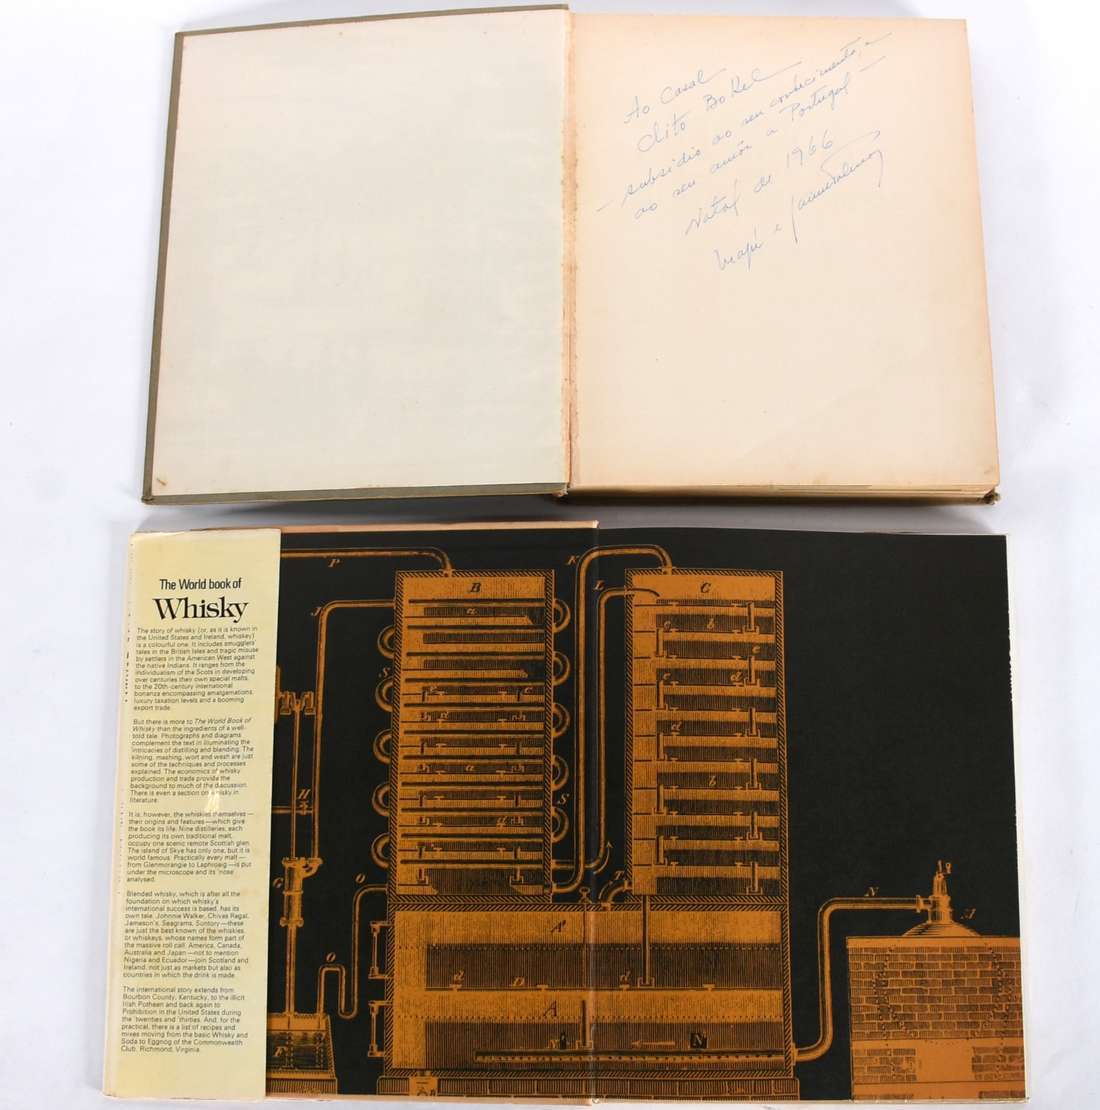 Ao Casal
Dito Bokel
- subsidio ao seu conhecimento, e
ao seu amôr a Portugal -
Natal de 1966
e
The World book of
Whisky
The story of whisky (or, as it is known in
the United States and Ireland, whiskey)
is a colourful one. It includes smugglers'
tales in the British Isles and tragic misuse
by settlers in the American West against
the native Indians. It ranges from the
individualism of the Scots in developing
over centuries their own special malts,
to the 20th-century international
bonanza encompassing amalgamations,
luxury taxation levels and a booming
export trade.
But there is more to The World Book of
Whisky than the ingredients of a well-
told tale. Photographs and diagrams
complement the text in illuminating the
intricacies of distilling and blending. The
kilning, mashing, wort and wash are just
some of the techniques and processes
explained. The economics of whisky
production and trade provide the
background to much of the discussion.
There is even a section on whisky in
literature.
It is, however, the whiskies themselves—
their origins and features—which give
the book its life. Nine distilleries, each
producing its own traditional malt,
occupy one scenic remote Scottish glen.
The island of Skye has only one, but it is
world famous. Practically every malt—
from Glenmorangie to Laphroaig—is put
under the microscope and its 'nose'
analysed.
Blended whisky, which is after all the
foundation on which whisky's
international success is based, has its
own tale. Johnnie Walker, Chivas Regal,
Jameson's, Seagrams, Suntory—these
are just the best known of the whiskies,
or whiskeys, whose names form part of
the massive roll call. America, Canada,
Australia and Japan—not to mention
Nigeria and Ecuador—join Scotland and
Ireland, not just as markets but also as
countries in which the drink is made.
The international story extends from
Bourbon County, Kentucky, to the illicit
Irish Potheen and back again to
Prohibition in the United States during
the 'twenties and 'thirties. And, for the
practical, there is a list of recipes and
mixes moving from the basic Whisky and
Soda to Eggnog of the Commonwealth
Club, Richmond, Virginia.
P
K
B
L
C
J
a
S
c
H
S
G
O
T
O
N
M
A'
d
D
d
A
N
F